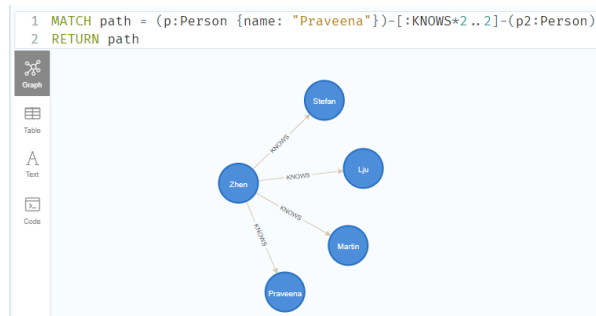 1 MATCH path = (p:Person {name: "Praveena"})-[:KNOWS*2..2]-(p2:Person)
2 RETURN path
Graph
Table
A
Text
Code
Stefan
KNOWS
Lju
KNOWS
Zhen
KNOWS
Martin
KNOWS
Praveena